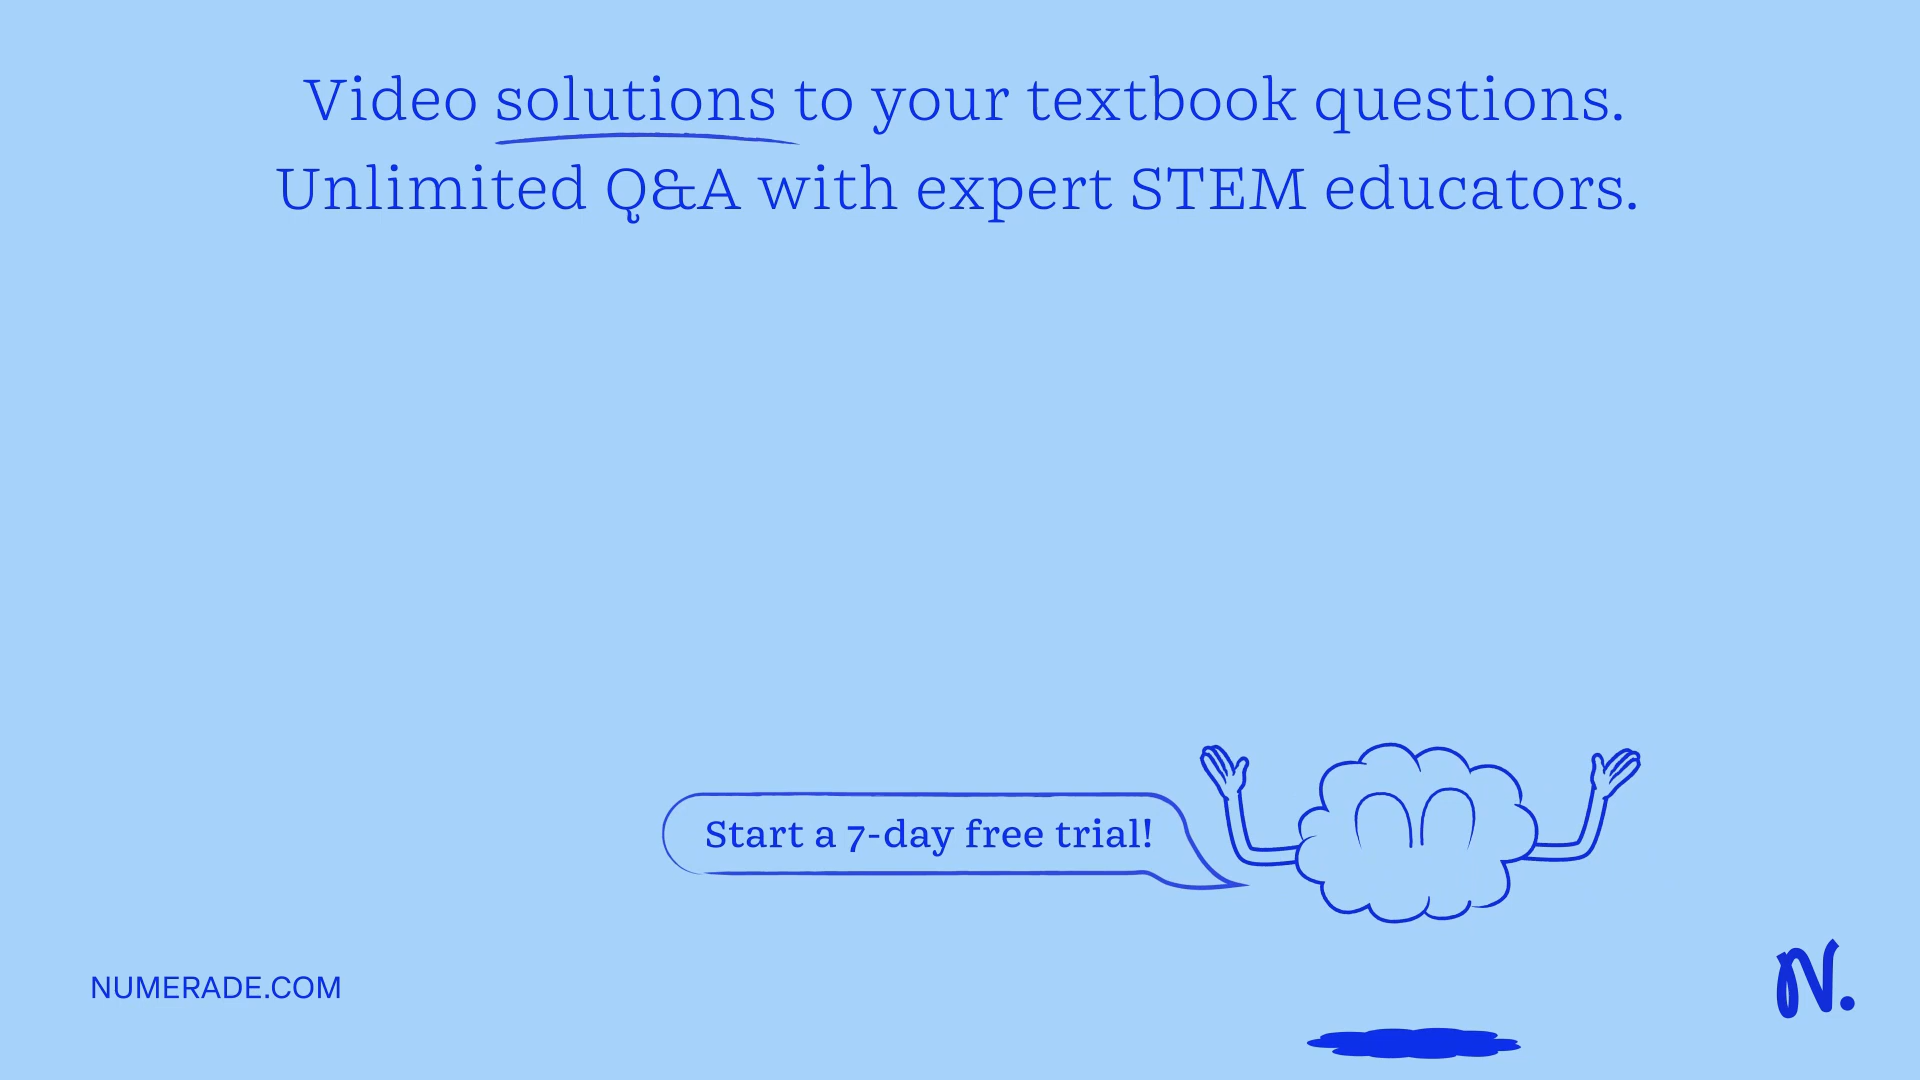 Video solutions to your textbook questions.
Unlimited Q&A with expert STEM educators.
Start a 7-day free trial!
NUMERADE.COM
N.